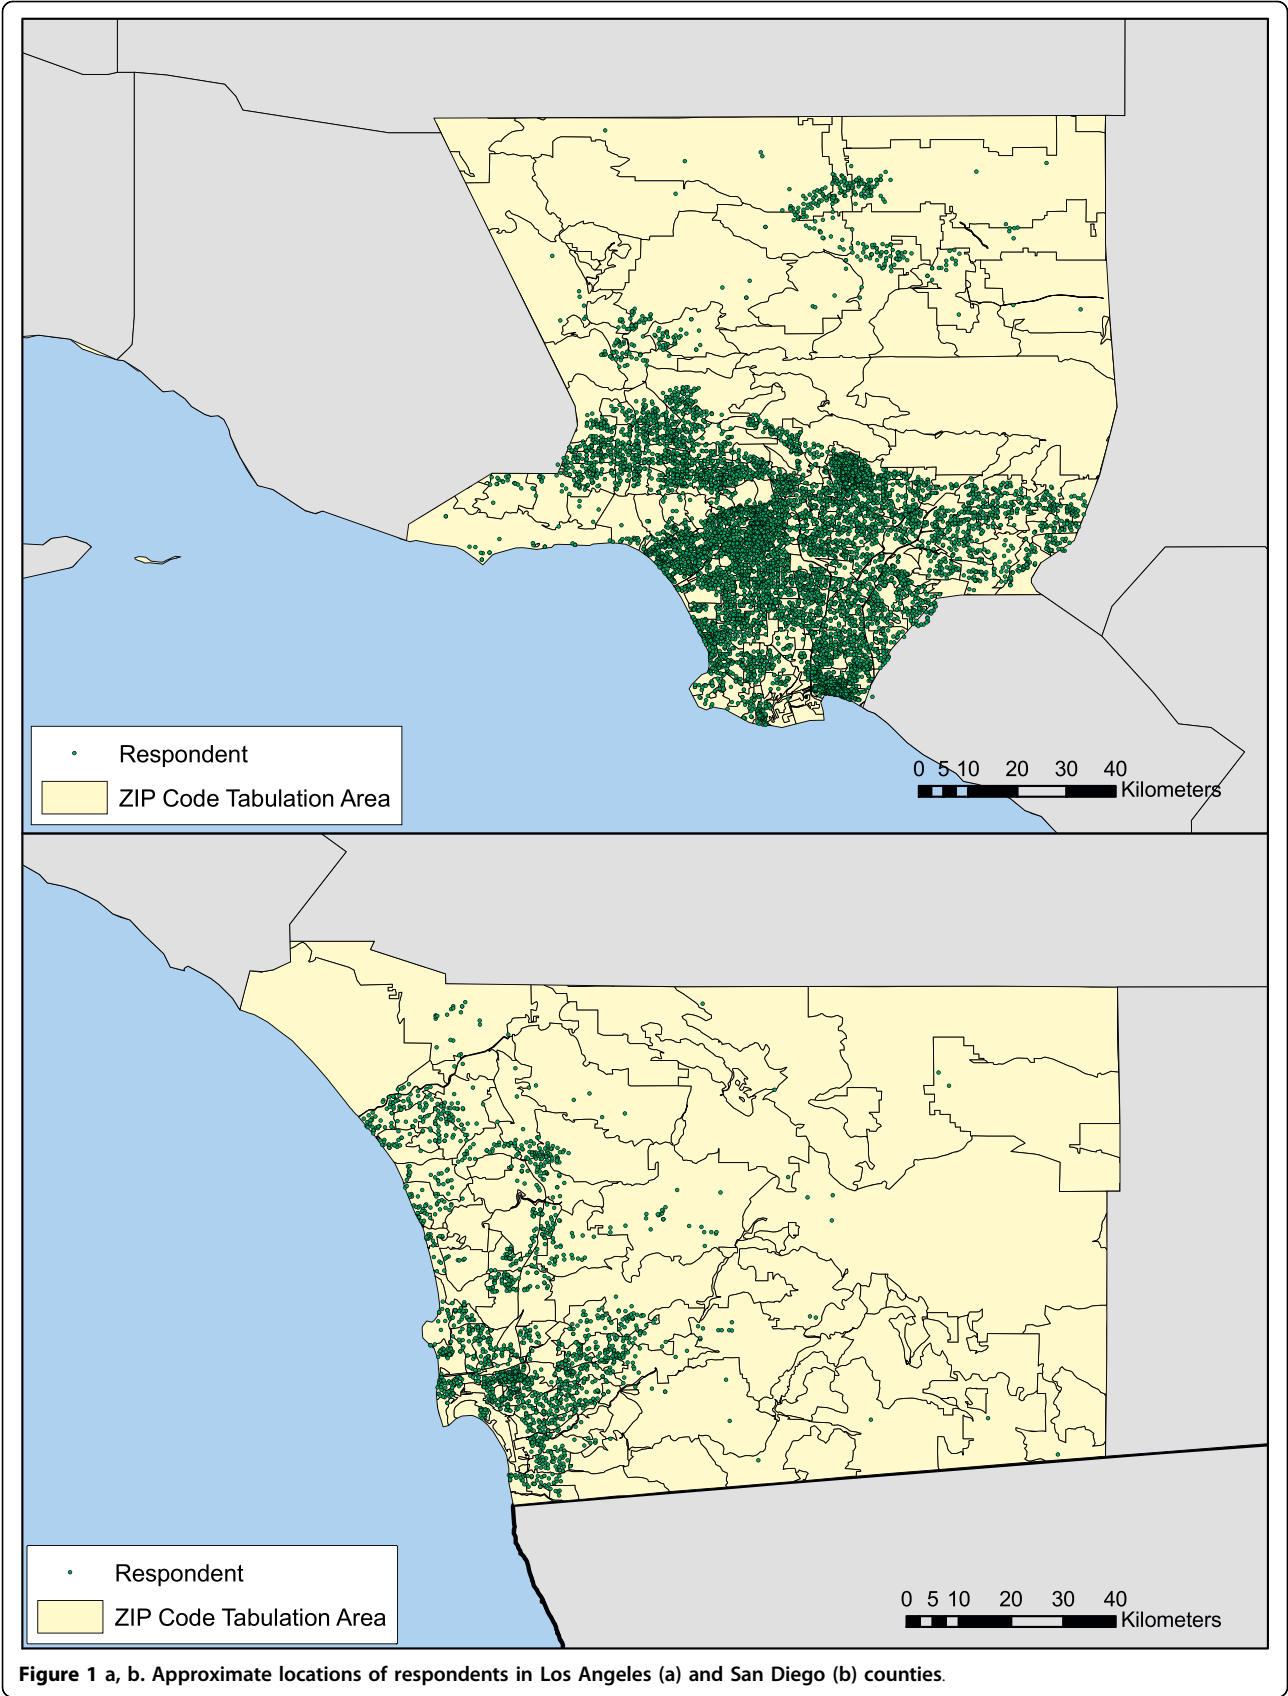 Respondent
ZIP Code Tabulation Area
0 5 10 20 30 40
Kilometers
Respondent
ZIP Code Tabulation Area
0 5 10 20 30 40
Kilometers
Figure 1 a, b. Approximate locations of respondents in Los Angeles (a) and San Diego (b) counties.